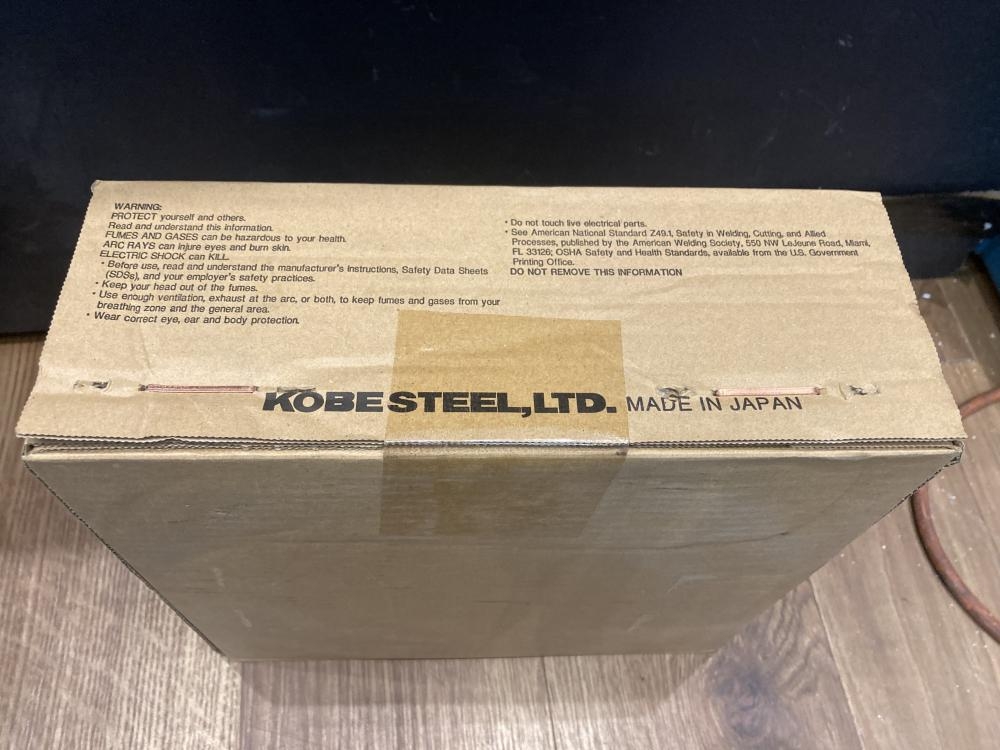 WARNING:
PROTECT yourself and others.
Read and understand this information.
FUMES AND GASES can be hazardous to your health.
ARC RAYS can injure eyes and burn skin.
ELECTRIC SHOCK can KILL.
• Before use, read and understand the manufacturer's instructions, Safety Data Sheets
(SDSs), and your employer's safety practices.
• Keep your head out of the fumes.
• Use enough ventilation, exhaust at the arc, or both, to keep fumes and gases from your
breathing zone and the general area.
• Wear correct eye, ear and body protection.
• Do not touch live electrical parts.
• See American National Standard Z49.1, Safety in Welding, Cutting, and Allied
Processes, published by the American Welding Society, 550 NW LeJeune Road, Miami,
FL 33126; OSHA Safety and Health Standards, available from the U.S. Government
Printing Office.
DO NOT REMOVE THIS INFORMATION
KOBE STEEL, LTD. MADE IN JAPAN